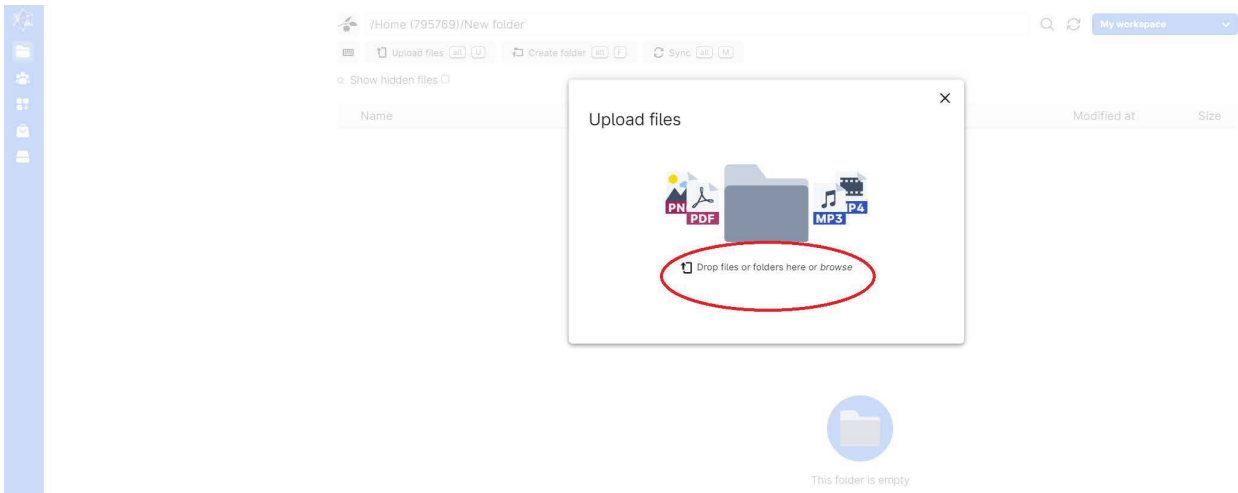 /Home (795769)/New folder
My workspace
Upload files alt U Create folder alt F Sync alt M
Show hidden files
Name Modified at Size
Upload files
PN MP4
PDF MP3
Drop files or folders here or browse
This folder is empty